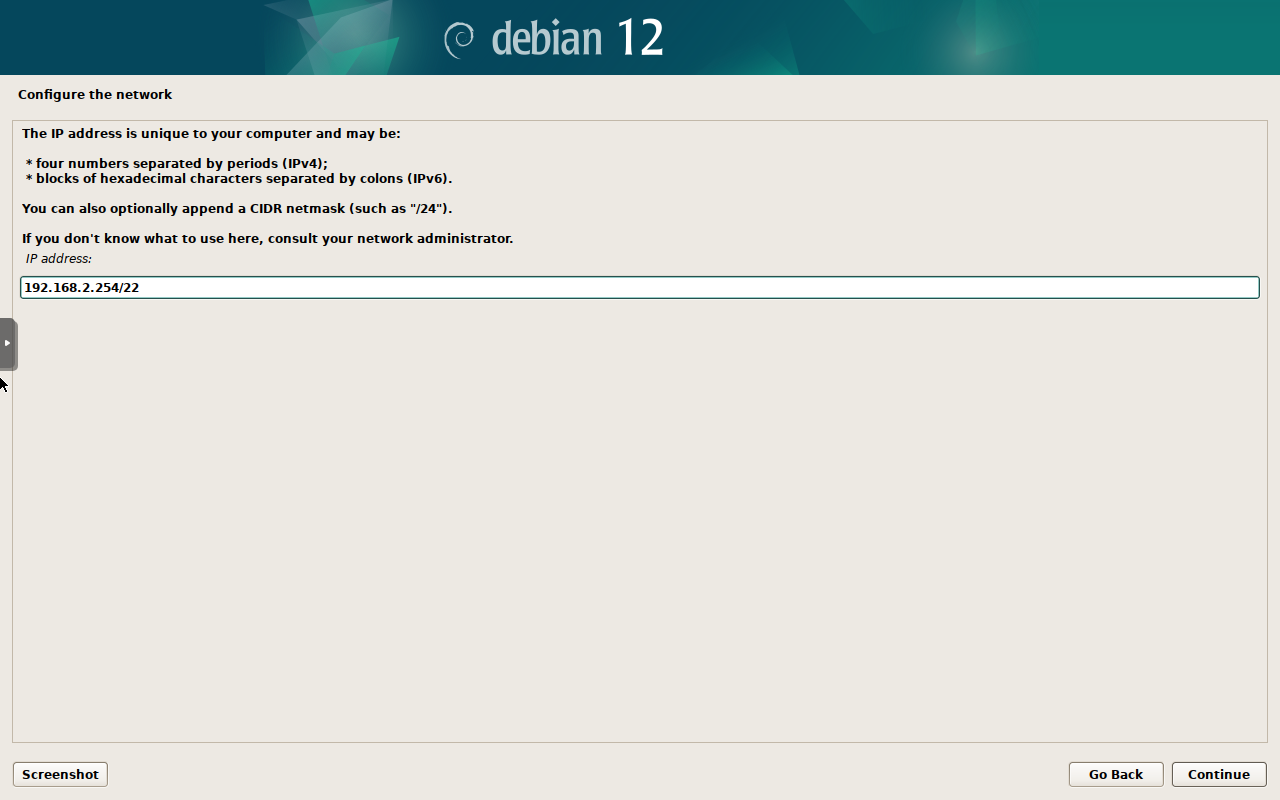 debian 12
Configure the network
The IP address is unique to your computer and may be:
* four numbers separated by periods (IPv4);
* blocks of hexadecimal characters separated by colons (IPv6).
You can also optionally append a CIDR netmask (such as "/24").
If you don't know what to use here, consult your network administrator.
IP address:
192.168.2.254/22
Screenshot
Go Back
Continue